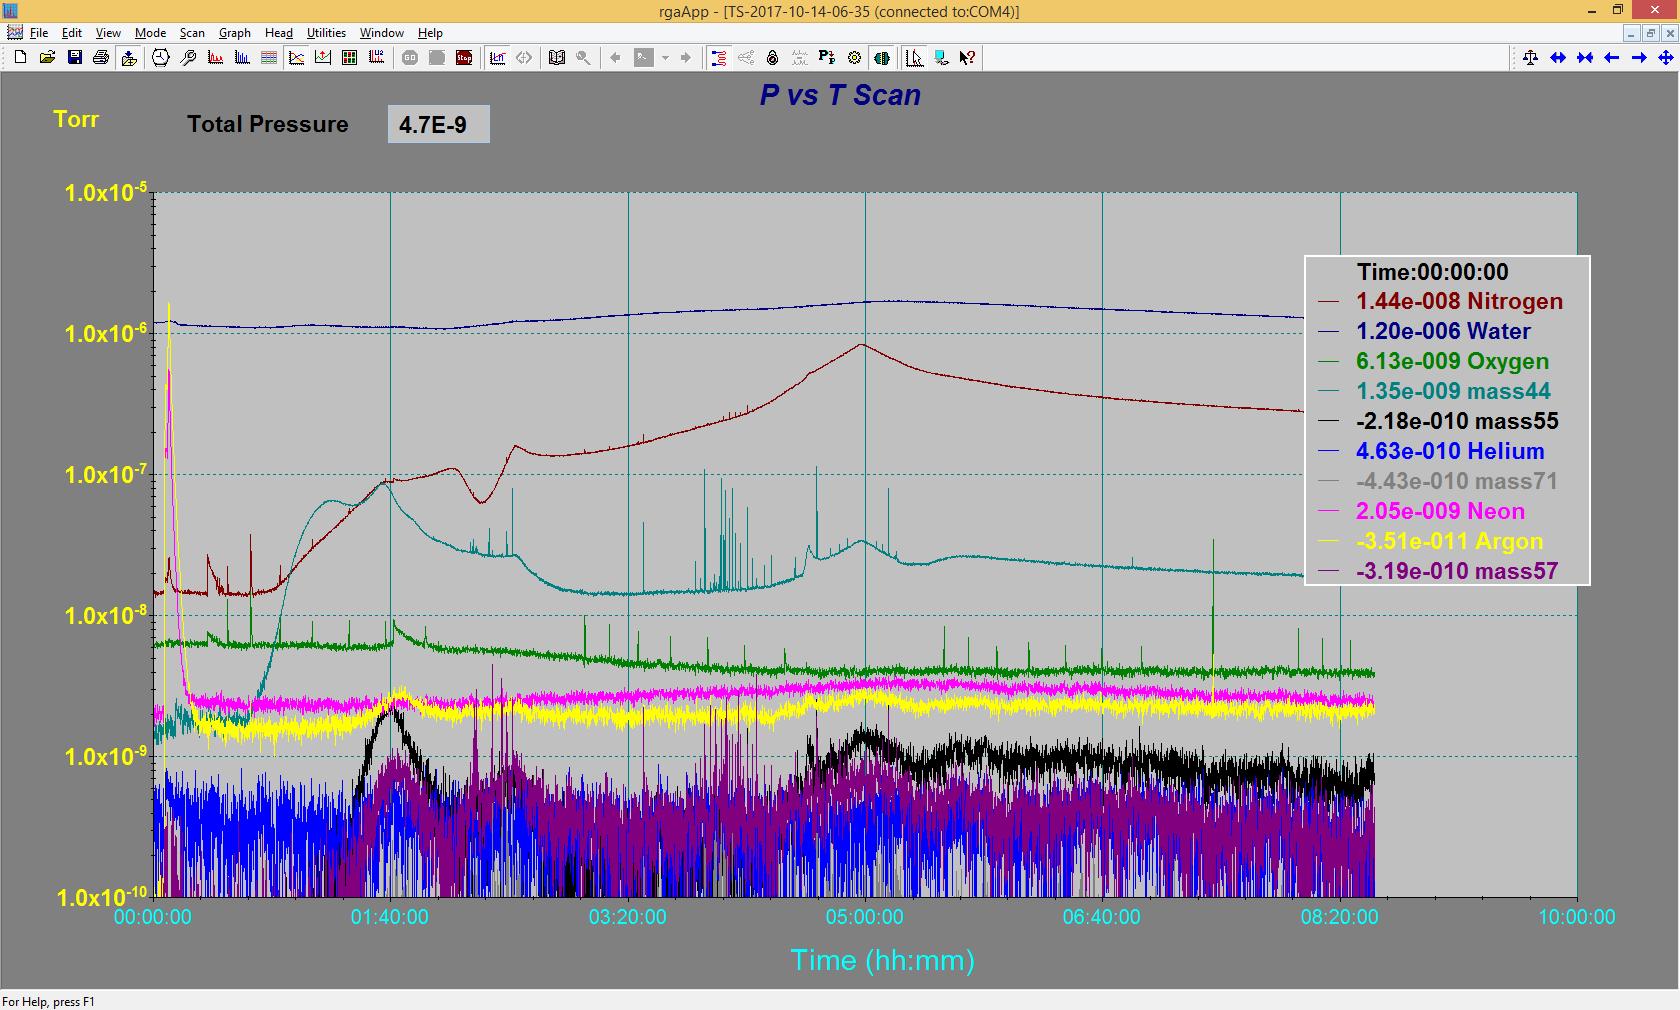 rgaApp - [TS-2017-10-14-06-35 (connected to:COM4)]
File Edit View Mode Scan Graph Head Utilities Window Help
GO Stop
P vs T Scan
Torr
Total Pressure 4.7E-9
1.0x10-5
1.0x10-6
1.0x10-7
1.0x10-8
1.0x10-9
1.0x10-10
Time:00:00:00
1.44e-008 Nitrogen
1.20e-006 Water
6.13e-009 Oxygen
1.35e-009 mass44
-2.18e-010 mass55
4.63e-010 Helium
-4.43e-010 mass71
2.05e-009 Neon
-3.51e-011 Argon
-3.19e-010 mass57
00:00:00 01:40:00 03:20:00 05:00:00 06:40:00 08:20:00 10:00:00
Time (hh:mm)
For Help, press F1